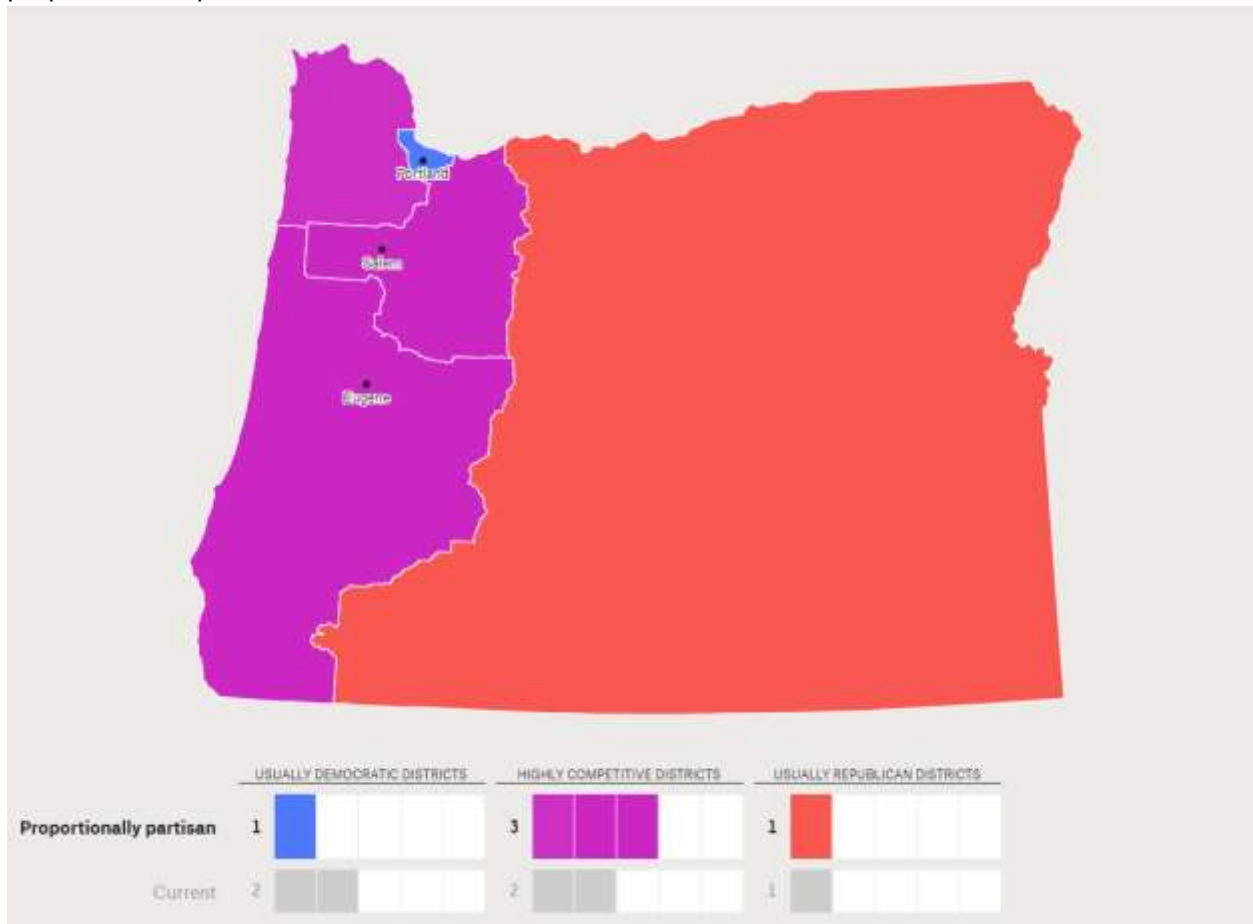 Portland
Salem
Eugene
USUALLY DEMOCRATIC DISTRICTS
HIGHLY COMPETITIVE DISTRICTS
USUALLY REPUBLICAN DISTRICTS
Proportionally partisan 1 3 1
Current 2 2 1